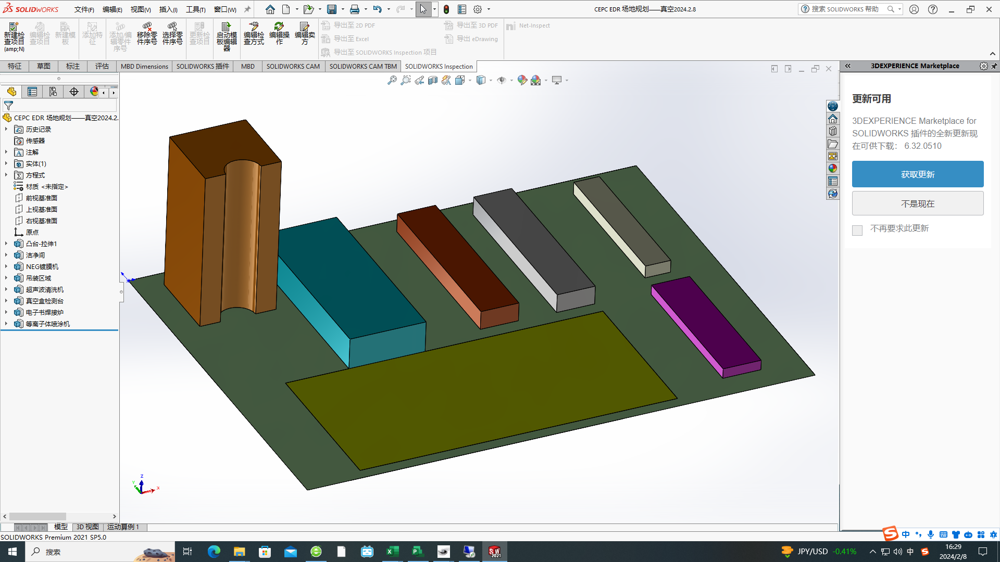 SOLIDWORKS 文件(F) 编辑(E) 视图(V) 插入(I) 工具(T) 窗口(W)
CEPC EDR 场地规划——真空2024.2.8
搜索 SOLIDWORKS 帮助
新建检查项目(amp;N)
编辑检查项目
新建模板
添加特征
添加/编辑零件序号
移除零件序号
选择零件序号
更新检查项目
启动模板编辑器
编辑检查方式
编辑操作
编辑卖方
导出至 2D PDF
导出至 Excel
导出至 SOLIDWORKS Inspection 项目
导出至 3D PDF
导出 eDrawing
Net-Inspect
特征 草图 标注 评估 MBD Dimensions SOLIDWORKS 插件 MBD SOLIDWORKS CAM SOLIDWORKS CAM TBM SOLIDWORKS Inspection
CEPC EDR 场地规划——真空2024.2.
历史记录
传感器
注解
实体(1)
方程式
材质 <未指定>
前视基准面
上视基准面
右视基准面
原点
凸台-拉伸1
洁净间
NEG镀膜机
吊装区域
超声波清洗机
真空盒检测台
电子书焊接炉
等离子体喷涂机
Z
Y
X
3DEXPERIENCE Marketplace
更新可用
3DEXPERIENCE Marketplace for
SOLIDWORKS 插件的全新更新现
在可供下载： 6.32.0510
获取更新
不是现在
不再要求此更新
模型 3D 视图 运动算例 1
SOLIDWORKS Premium 2021 SP5.0
中
搜索
SW 2021
JPY/USD -0.41%
中
16:29
2024/2/8